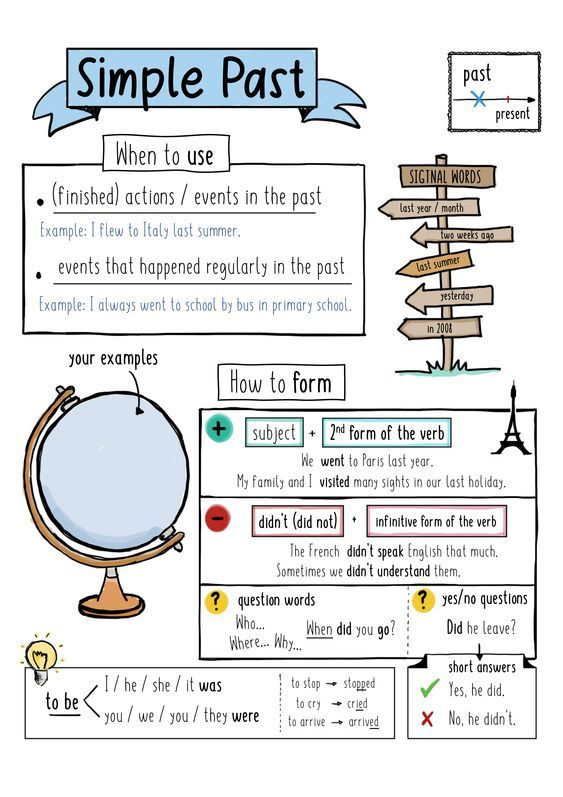 Simple Past
past
present
When to use
• (finished) actions / events in the past
Example: I flew to Italy last summer.
• events that happened regularly in the past
Example: I always went to school by bus in primary school.
SIGTNAL WORDS
last year / month
two weeks ago
last summer
yesterday
in 2008
your examples
How to form
+ subject + 2nd form of the verb
We went to Paris last year.
My family and I visited many sights in our last holiday.
- didn't (did not) + infinitive form of the verb
The French didn't speak English that much.
Sometimes we didn't understand them.
? question words
Who...
Where... Why...
When did you go?
? yes/no questions
Did he leave?
short answers
✓ Yes, he did.
✗ No, he didn't.
to be
I / he / she / it was
you / we / you / they were
to stop → stopped
to cry → cried
to arrive → arrived